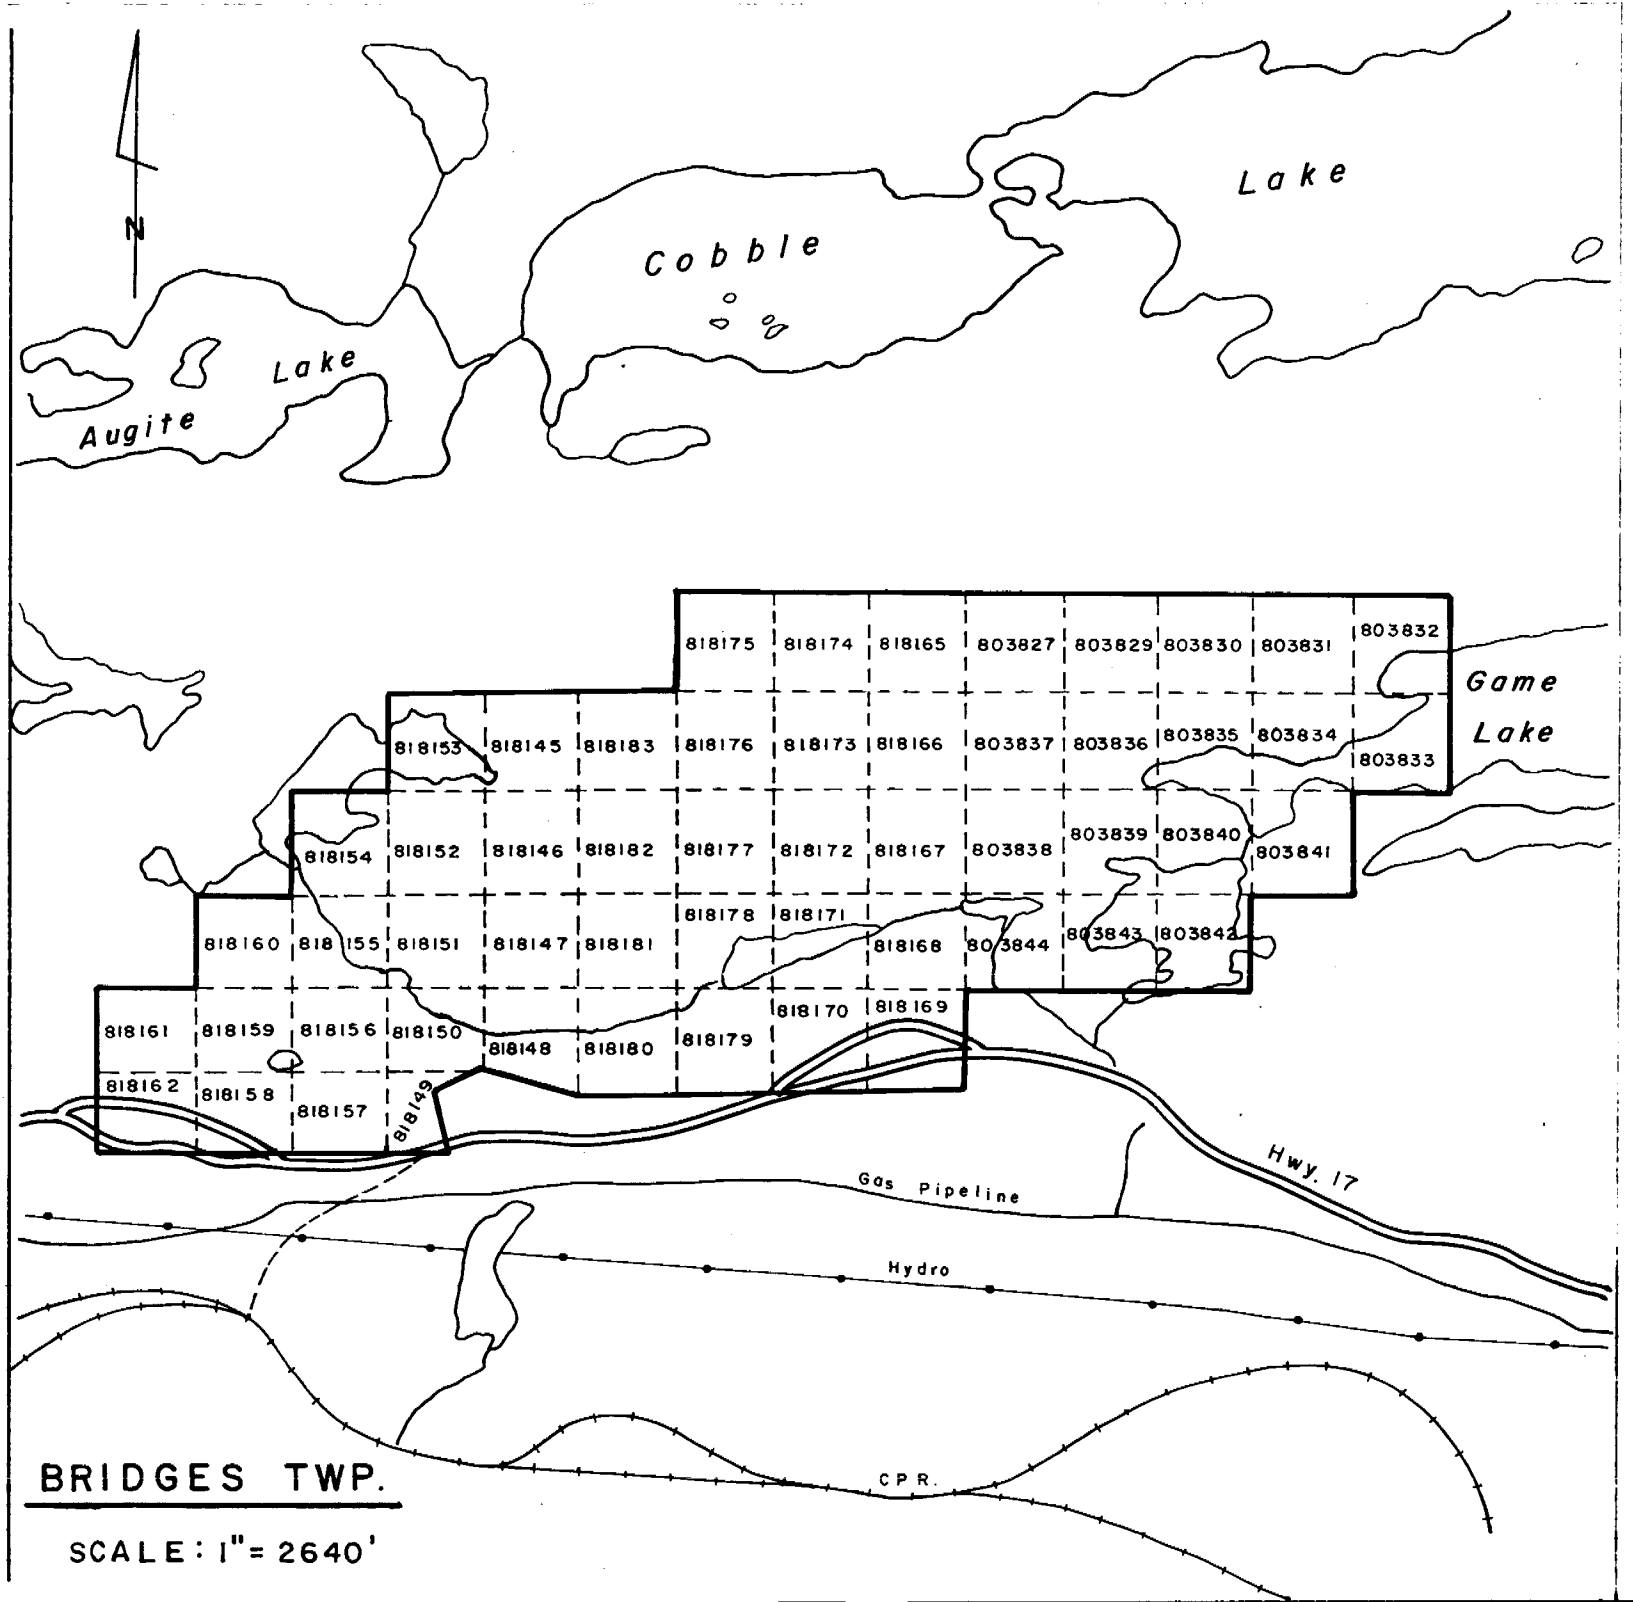 Lake
Cobble
N
Lake
Augite
803832
818175 818174 818165 803827 803829 803830 803831
Game
Lake
818153 818145 818183 818176 818173 818166 803837 803836 803835 803834
803833
818154 818152 818146 818182 818177 818172 818167 803838 803839 803840 803841
818178 818171
818160 818155 818151 818147 818181 818168 803844 803843 803842
818161 818159 818156 818150 818148 818180 818179 818170 818169
818162 818158 818157 818149
Hwy. 17
Gas Pipeline
Hydro
C.P.R.
BRIDGES TWP.
SCALE: 1"= 2640'